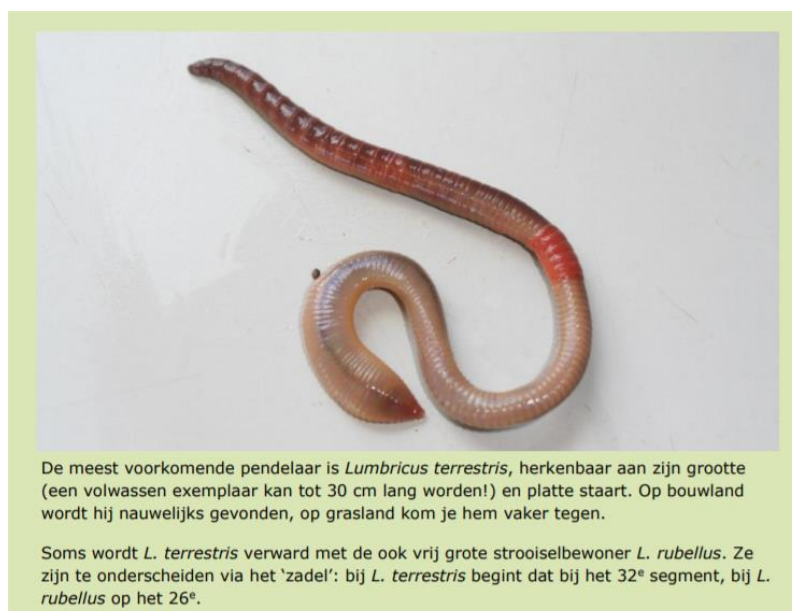 De meest voorkomende pendelaar is Lumbricus terrestris, herkenbaar aan zijn grootte
(een volwassen exemplaar kan tot 30 cm lang worden!) en platte staart. Op bouwland
wordt hij nauwelijks gevonden, op grasland kom je hem vaker tegen.
Soms wordt L. terrestris verward met de ook vrij grote strooiselbewoner L. rubellus. Ze
zijn te onderscheiden via het ‘zadel’: bij L. terrestris begint dat bij het 32e segment, bij L.
rubellus op het 26e.